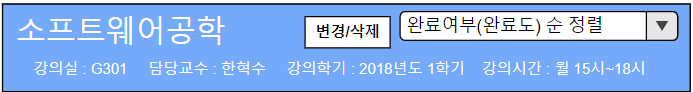 소프트웨어공학
변경/삭제
완료여부(완료도) 순 정렬
강의실 : G301 담당교수 : 한혁수 강의학기 : 2018년도 1학기 강의시간 : 월 15시~18시